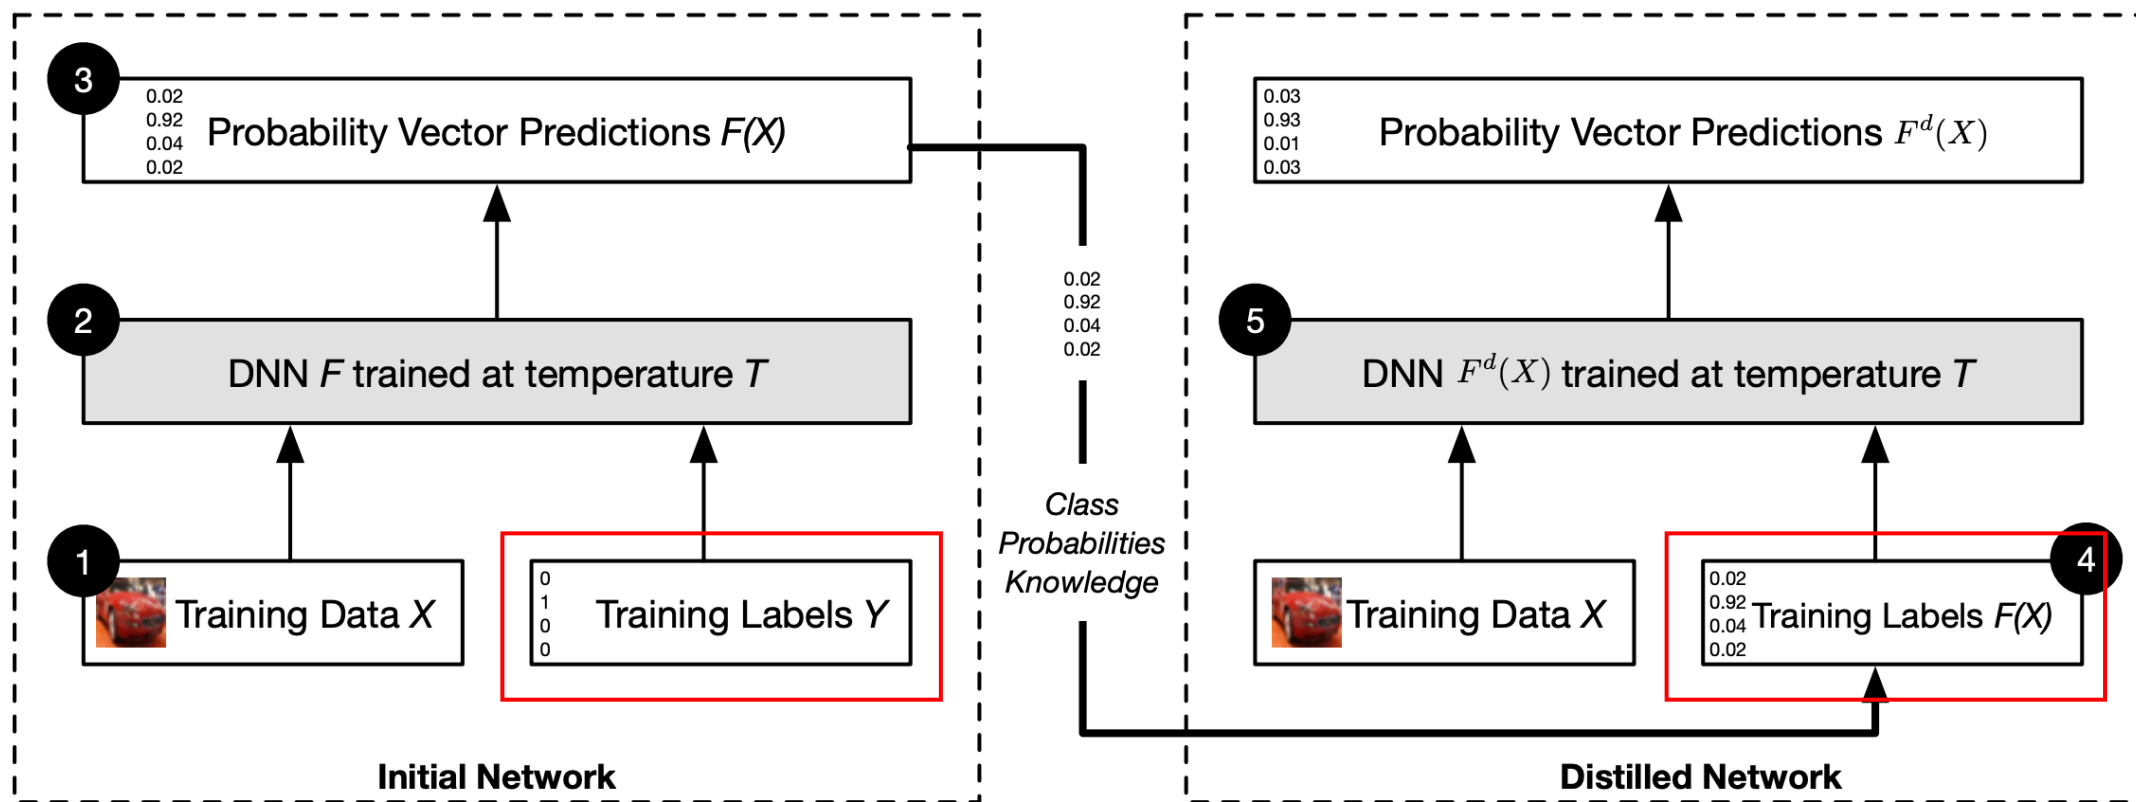 3
0.02
0.92
0.04
0.02
Probability Vector Predictions F(X)
2
DNN F trained at temperature T
1
Training Data X
0
1
0
0
Training Labels Y
Initial Network
0.02
0.92
0.04
0.02
Class
Probabilities
Knowledge
0.03
0.93
0.01
0.03
Probability Vector Predictions F^d(X)
5
DNN F^d(X) trained at temperature T
Training Data X
4
0.02
0.92
0.04
0.02
Training Labels F(X)
Distilled Network